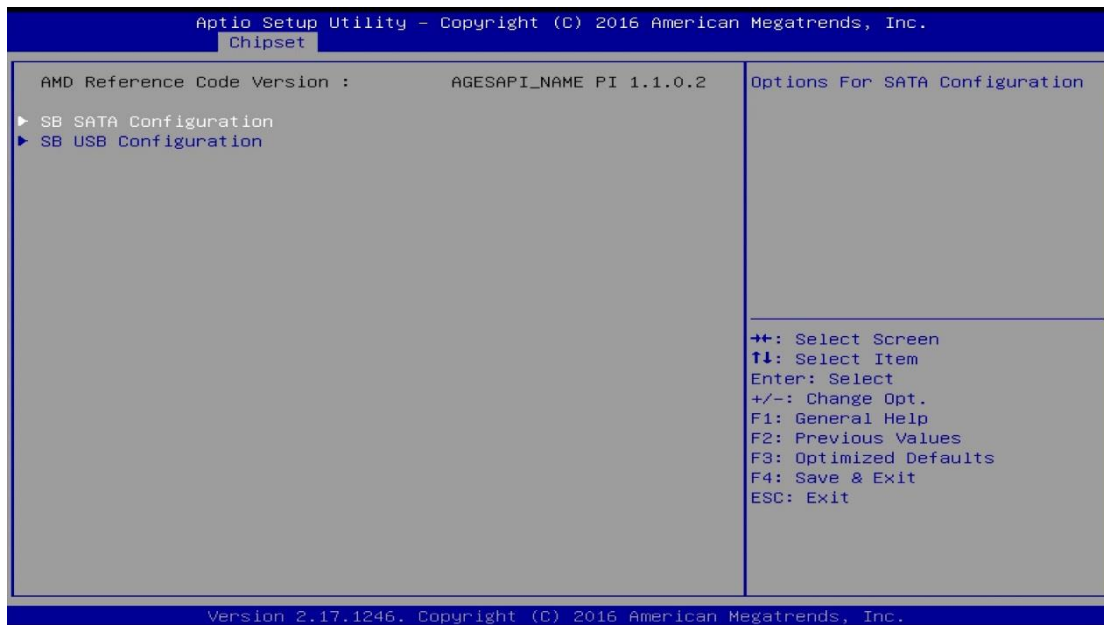 Aptio Setup Utility – Copyright (C) 2016 American Megatrends, Inc.
Chipset
AMD Reference Code Version : AGESAPI_NAME PI 1.1.0.2
▶ SB SATA Configuration
▶ SB USB Configuration
Options For SATA Configuration
→←: Select Screen
↑↓: Select Item
Enter: Select
+/-: Change Opt.
F1: General Help
F2: Previous Values
F3: Optimized Defaults
F4: Save & Exit
ESC: Exit
Version 2.17.1246. Copyright (C) 2016 American Megatrends, Inc.